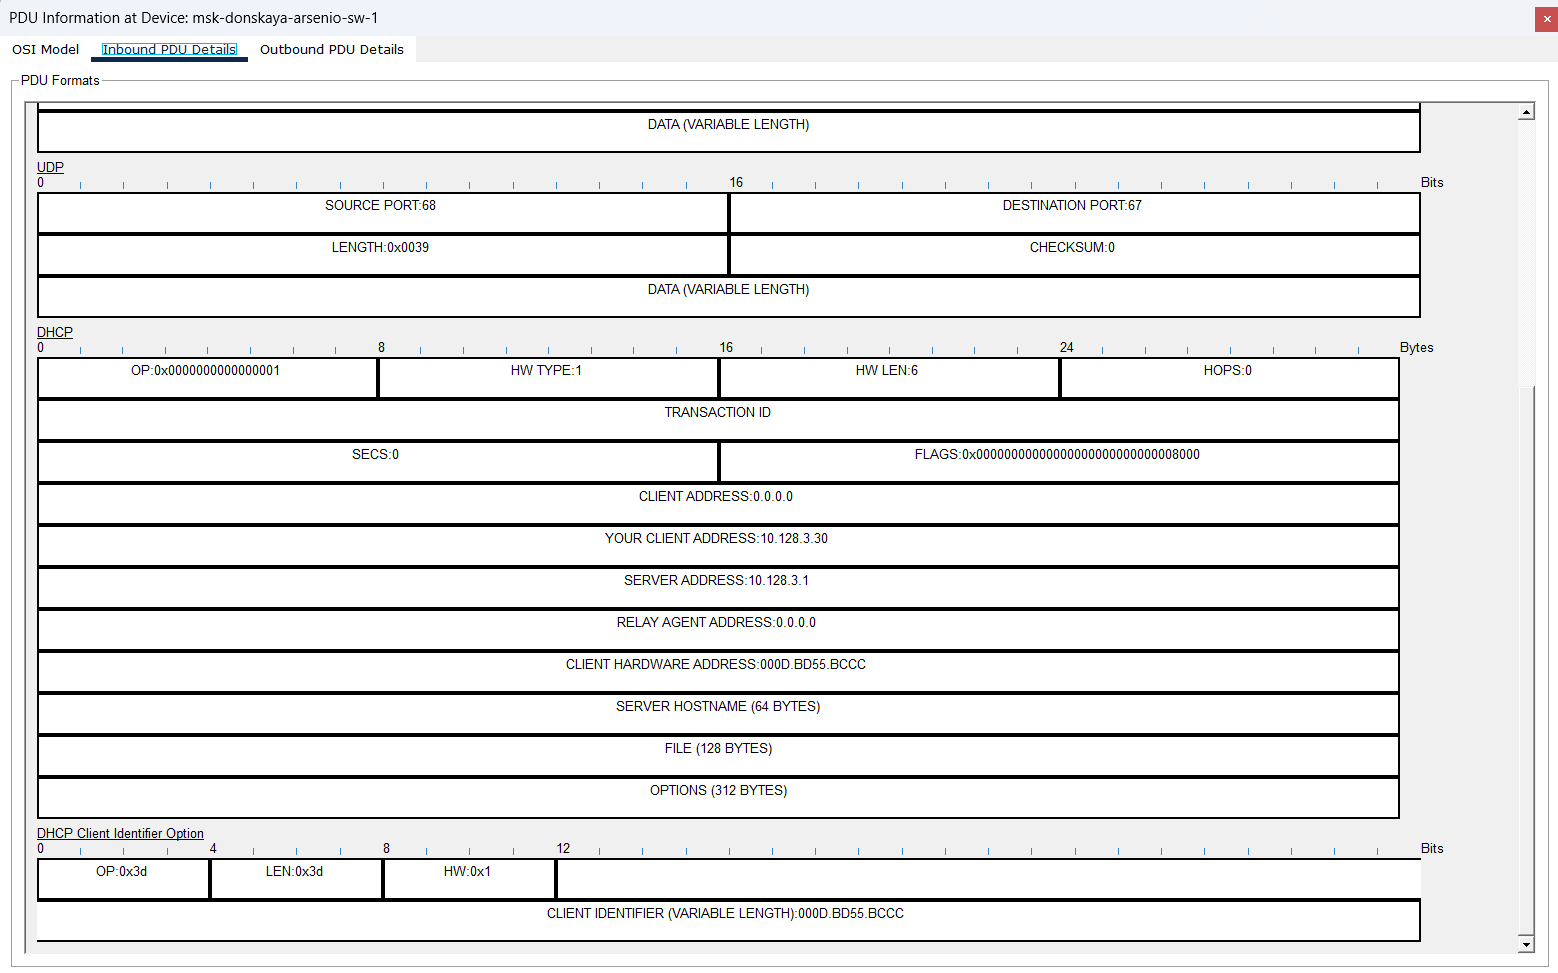 PDU Information at Device: msk-donskaya-arsenio-sw-1
×
OSI Model Inbound PDU Details Outbound PDU Details
PDU Formats
DATA (VARIABLE LENGTH)
UDP
0 16 Bits
SOURCE PORT:68 DESTINATION PORT:67
LENGTH:0x0039 CHECKSUM:0
DATA (VARIABLE LENGTH)
DHCP
0 8 16 24 Bytes
OP:0x0000000000000001 HW TYPE:1 HW LEN:6 HOPS:0
TRANSACTION ID
SECS:0 FLAGS:0x00000000000000000000000000008000
CLIENT ADDRESS:0.0.0.0
YOUR CLIENT ADDRESS:10.128.3.30
SERVER ADDRESS:10.128.3.1
RELAY AGENT ADDRESS:0.0.0.0
CLIENT HARDWARE ADDRESS:000D.BD55.BCCC
SERVER HOSTNAME (64 BYTES)
FILE (128 BYTES)
OPTIONS (312 BYTES)
DHCP Client Identifier Option
0 4 8 12 Bits
OP:0x3d LEN:0x3d HW:0x1
CLIENT IDENTIFIER (VARIABLE LENGTH):000D.BD55.BCCC